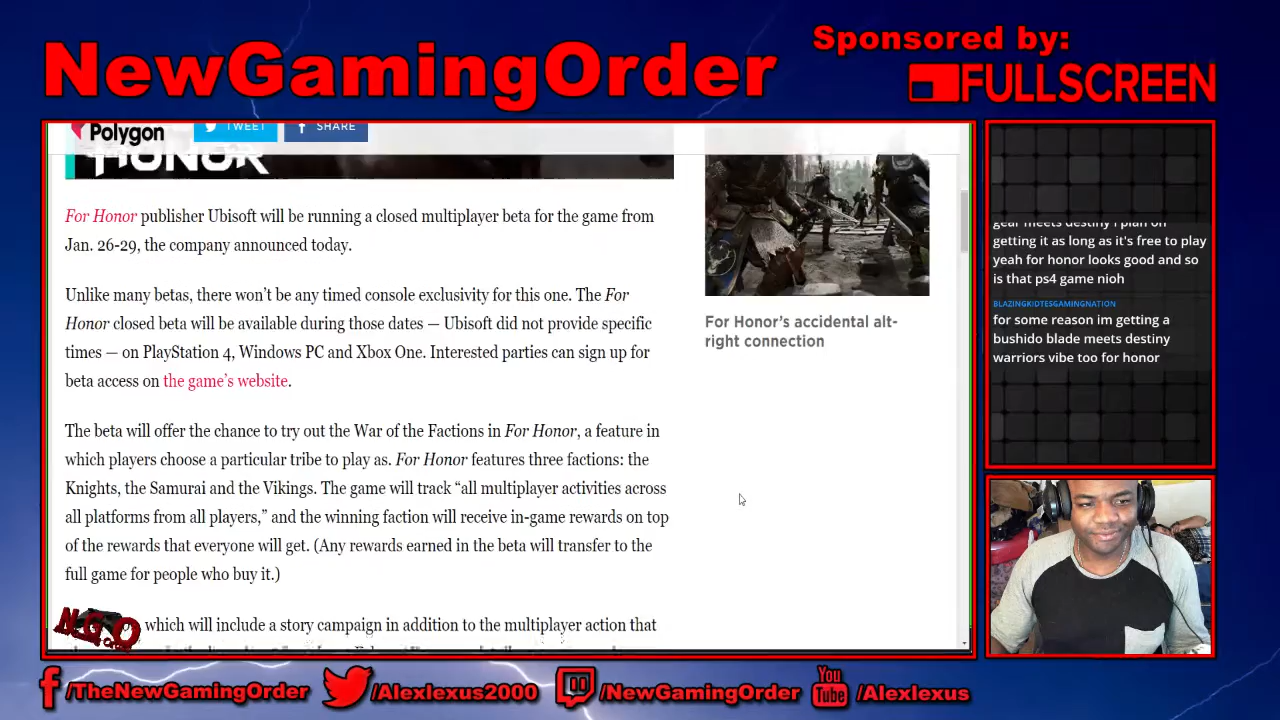 NewGamingOrder
Sponsored by:
FULLSCREEN
Polygon
TWEET
SHARE
HONOR
For Honor publisher Ubisoft will be running a closed multiplayer beta for the game from
Jan. 26-29, the company announced today.
Unlike many betas, there won't be any timed console exclusivity for this one. The For
Honor closed beta will be available during those dates — Ubisoft did not provide specific
times — on PlayStation 4, Windows PC and Xbox One. Interested parties can sign up for
beta access on the game's website.
The beta will offer the chance to try out the War of the Factions in For Honor, a feature in
which players choose a particular tribe to play as. For Honor features three factions: the
Knights, the Samurai and the Vikings. The game will track “all multiplayer activities across
all platforms from all players,” and the winning faction will receive in-game rewards on top
of the rewards that everyone will get. (Any rewards earned in the beta will transfer to the
full game for people who buy it.)
which will include a story campaign in addition to the multiplayer action that
For Honor's accidental alt-
right connection
gear meets destiny i plan on
getting it as long as it's free to play
yeah for honor looks good and so
is that ps4 game nioh
BLAZINGKIDTESGAMINGNATION
for some reason im getting a
bushido blade meets destiny
warriors vibe too for honor
N.G.O
/TheNewGamingOrder
/Alexlexus2000
/NewGamingOrder
You
Tube
/Alexlexus